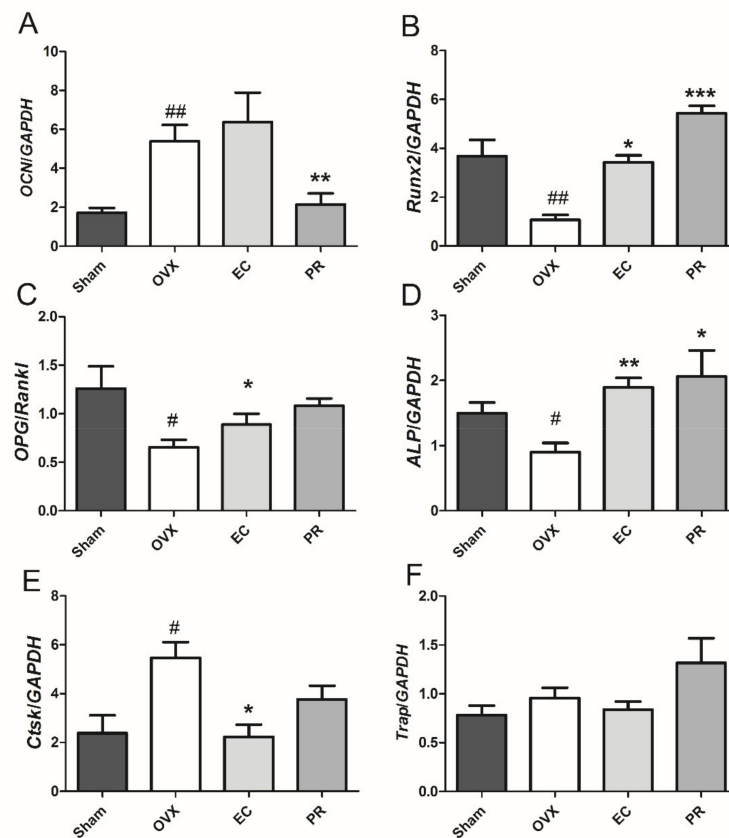 A
OCN/GAPDH
10
8
6
4
2
0
##
**
Sham
OVX
EC
PR
B
Runx2/GAPDH
8
6
4
2
0
##
*
***
Sham
OVX
EC
PR
C
OPG/Rankl
1.5
2.0
1.0
0.5
0.0
#
*
Sham
OVX
EC
PR
D
ALP/GAPDH
3
2
1
0
#
**
*
Sham
OVX
EC
PR
E
Ctsk/GAPDH
8
6
4
2
0
#
*
Sham
OVX
EC
PR
F
Trap/GAPDH
2.0
1.5
1.0
0.5
0.0
Sham
OVX
EC
PR